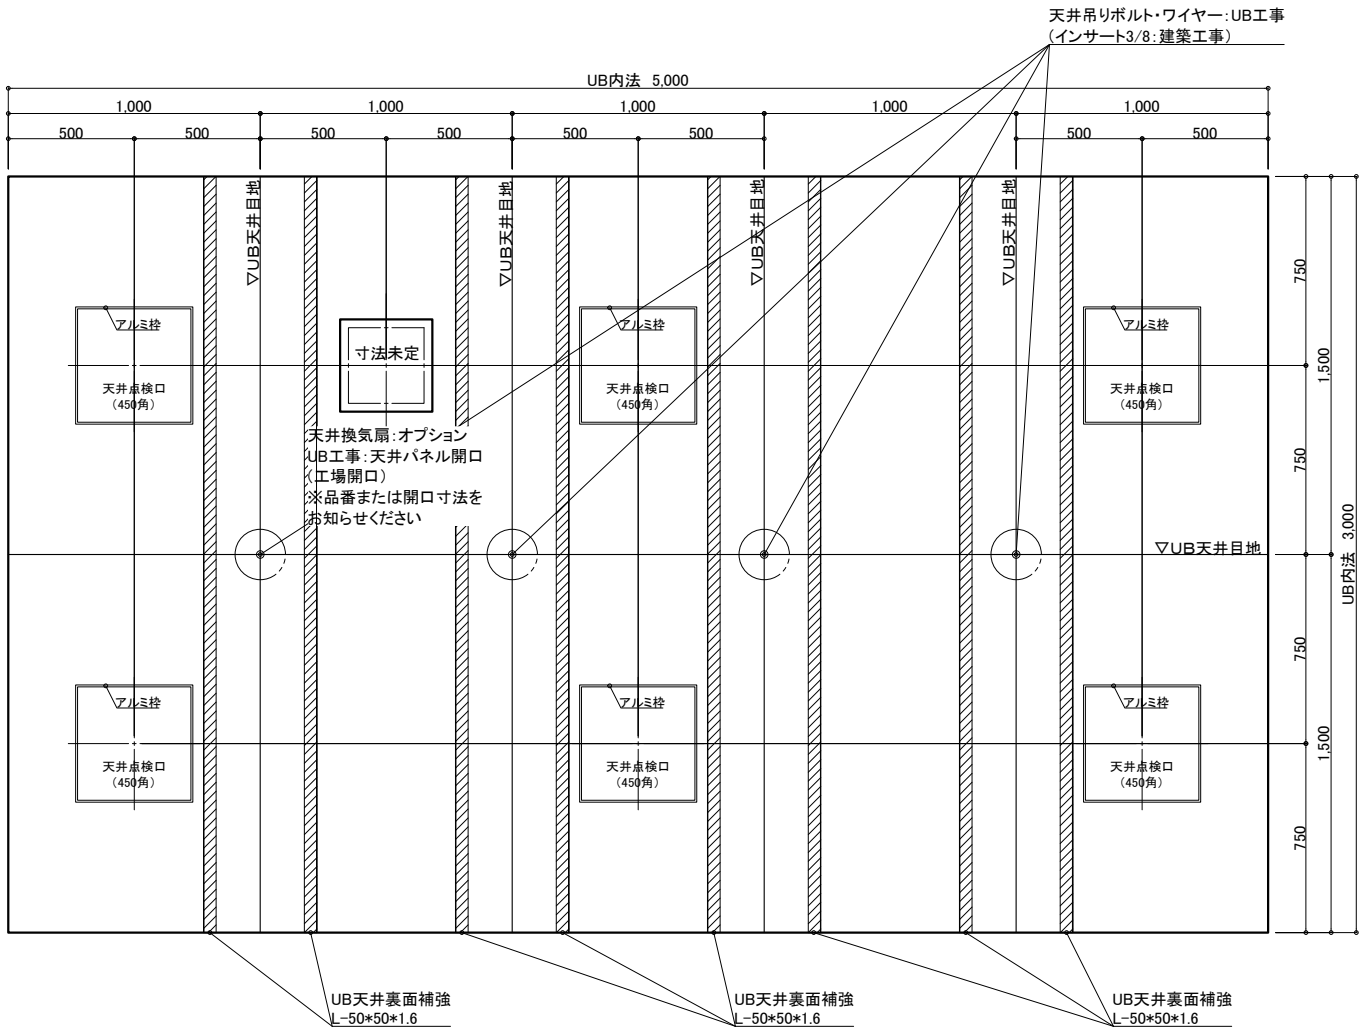 天井吊りボルト・ワイヤー：UB工事
（インサート3/8：建築工事）
UB内法 5,000
1,000
1,000
1,000
1,000
1,000
500
500
500
500
500
500
500
500
▽UB天井目地
▽UB天井目地
▽UB天井目地
▽UB天井目地
750
アルミ枠
アルミ枠
アルミ枠
寸法未定
1,500
天井点検口
（450角）
天井点検口
（450角）
天井点検口
（450角）
天井換気扇：オプション
UB工事：天井パネル開口
（工場開口）
※品番または開口寸法を
お知らせください
750
▽UB天井目地
UB内法 3,000
750
アルミ枠
アルミ枠
アルミ枠
1,500
天井点検口
（450角）
天井点検口
（450角）
天井点検口
（450角）
750
UB天井裏面補強
L-50*50*1.6
UB天井裏面補強
L-50*50*1.6
UB天井裏面補強
L-50*50*1.6